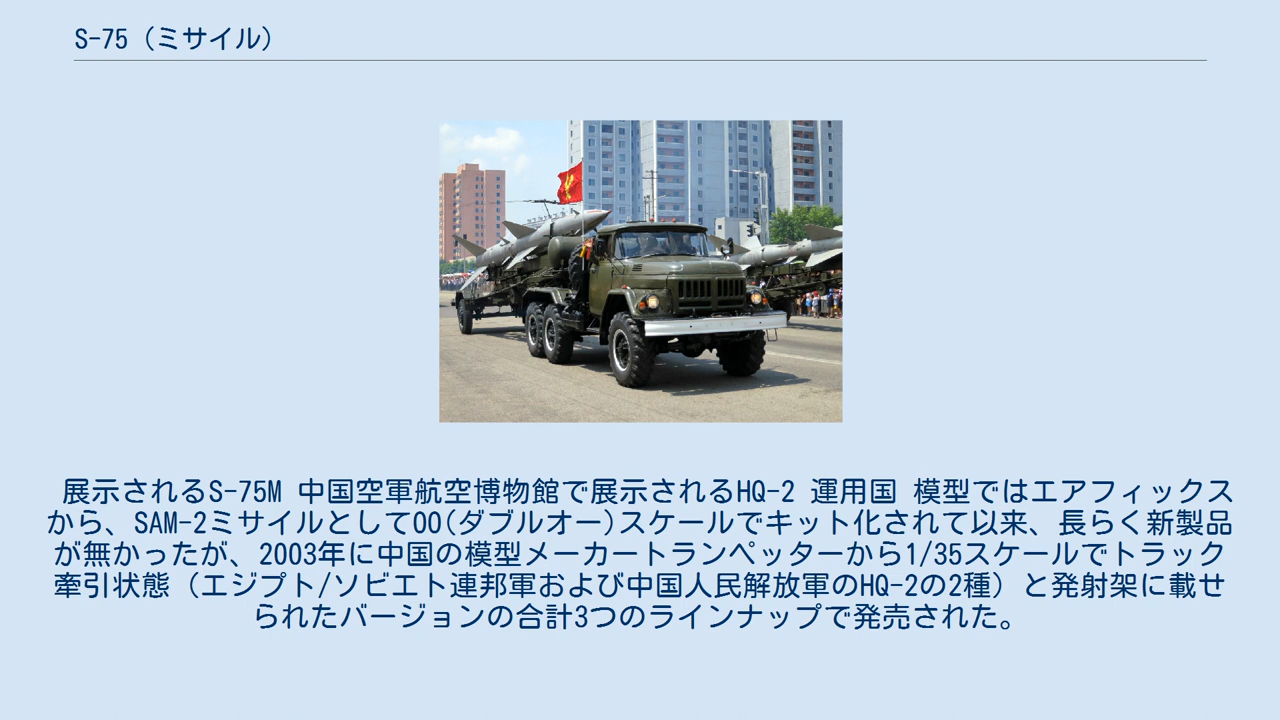 S-75（ミサイル）
展示されるS-75M 中国空軍航空博物館で展示されるHQ-2 運用国 模型ではエアフィックス
から、SAM-2ミサイルとしてOO(ダブルオー)スケールでキット化されて以来、長らく新製品
が無かったが、2003年に中国の模型メーカートランペッターから1/35スケールでトラック
牽引状態（エジプト/ソビエト連邦軍および中国人民解放軍のHQ-2の2種）と発射架に載せ
られたバージョンの合計3つのラインナップで発売された。